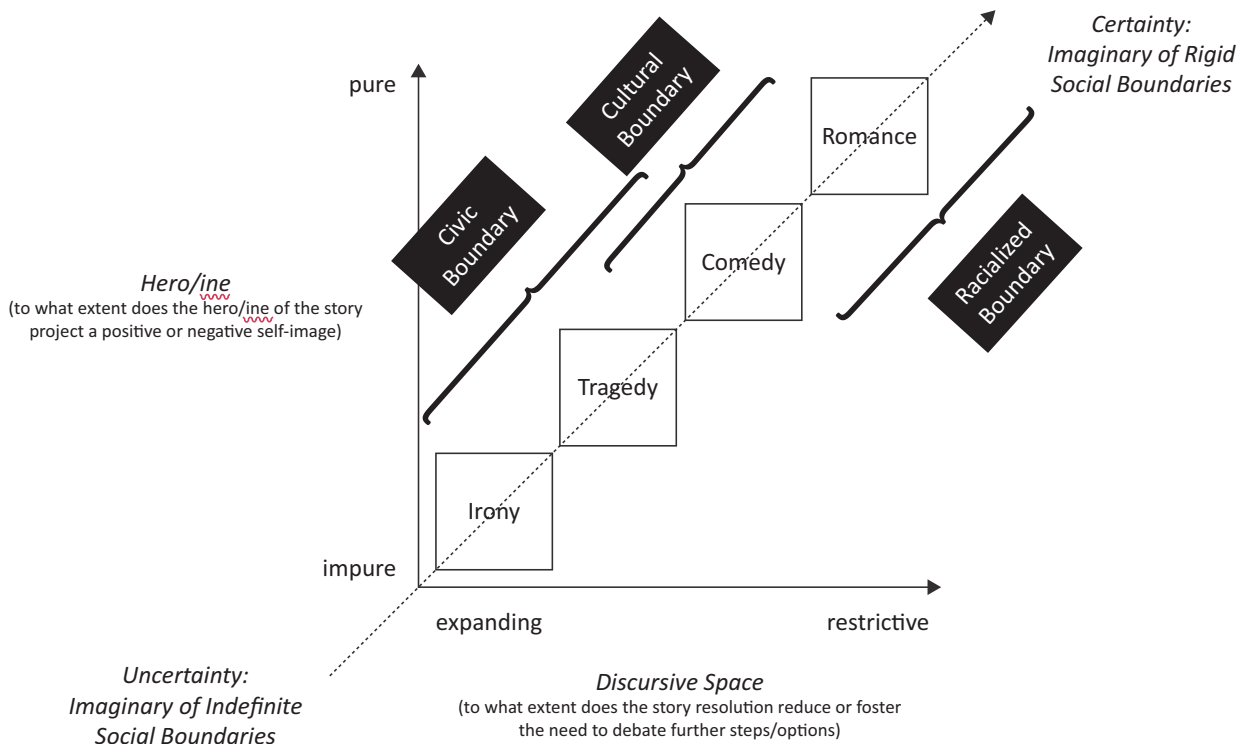 Certainty:
Imaginary of Rigid
Social Boundaries
pure
Cultural
Boundary
Romance
Civic
Boundary
Comedy
Racialized
Boundary
Hero/ine
(to what extent does the hero/ine of the story
project a positive or negative self-image)
Tragedy
Irony
impure
expanding
restrictive
Uncertainty:
Imaginary of Indefinite
Social Boundaries
Discursive Space
(to what extent does the story resolution reduce or foster
the need to debate further steps/options)